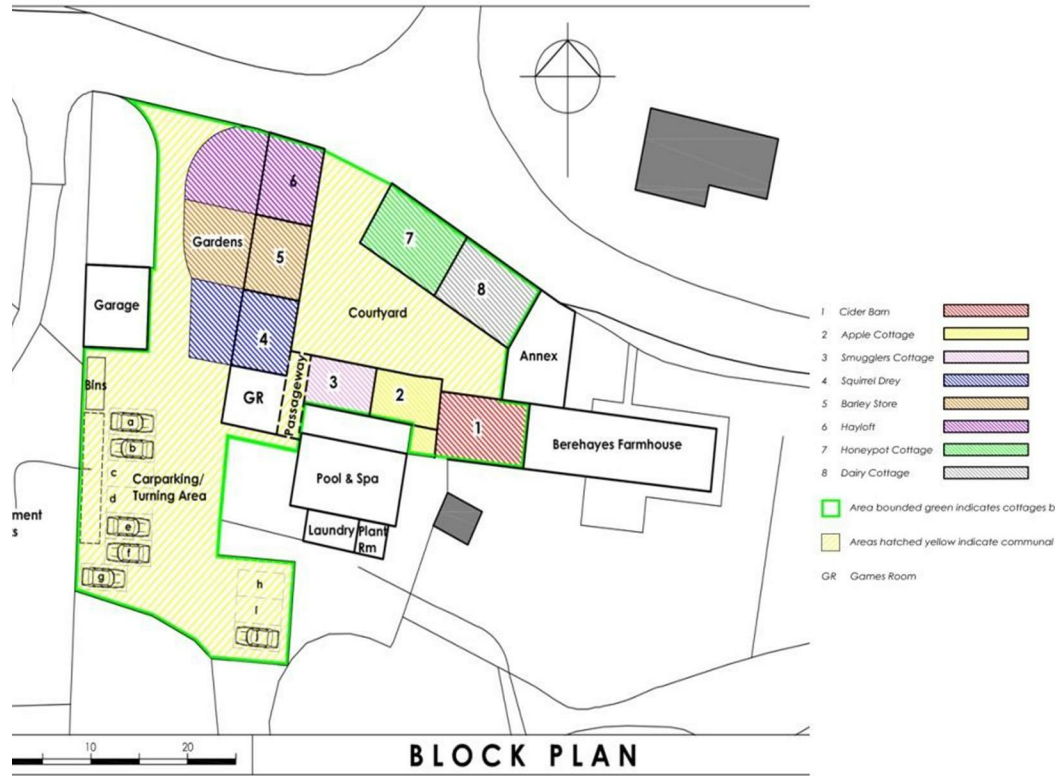 6
7
Gardens
5
8
Garage
Courtyard
4
Annex
Passageway
3
Bins
GR
2
1
Berehayes Farmhouse
a
b
c
d
Carparking/
Turning Area
Pool & Spa
e
f
g
Laundry
Plant
Rm
h
i
j
ment
rs
1 Cider Barn
2 Apple Cottage
3 Smugglers Cottage
4 Squirrel Drey
5 Barley Store
6 Hayloft
7 Honeypot Cottage
8 Dairy Cottage
Area bounded green indicates cottages b
Areas hatched yellow indicate communal
GR Games Room
10
20
BLOCK PLAN